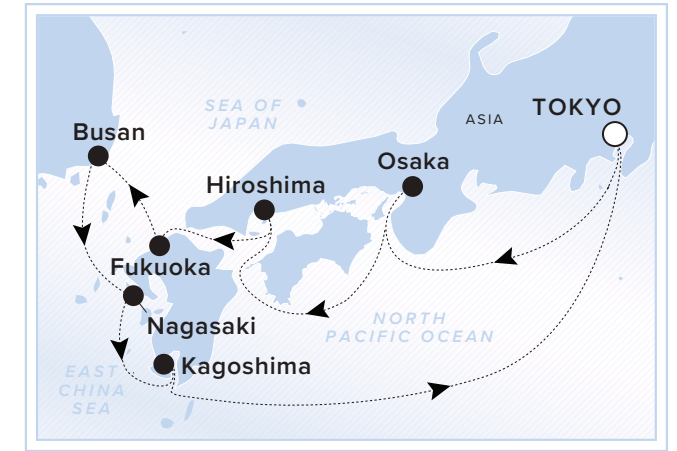 SEA OF
JAPAN
ASIA
TOKYO
Busan
Osaka
Hiroshima
Fukuoka
Nagasaki
NORTH
PACIFIC OCEAN
Kagoshima
EAST
CHINA
SEA